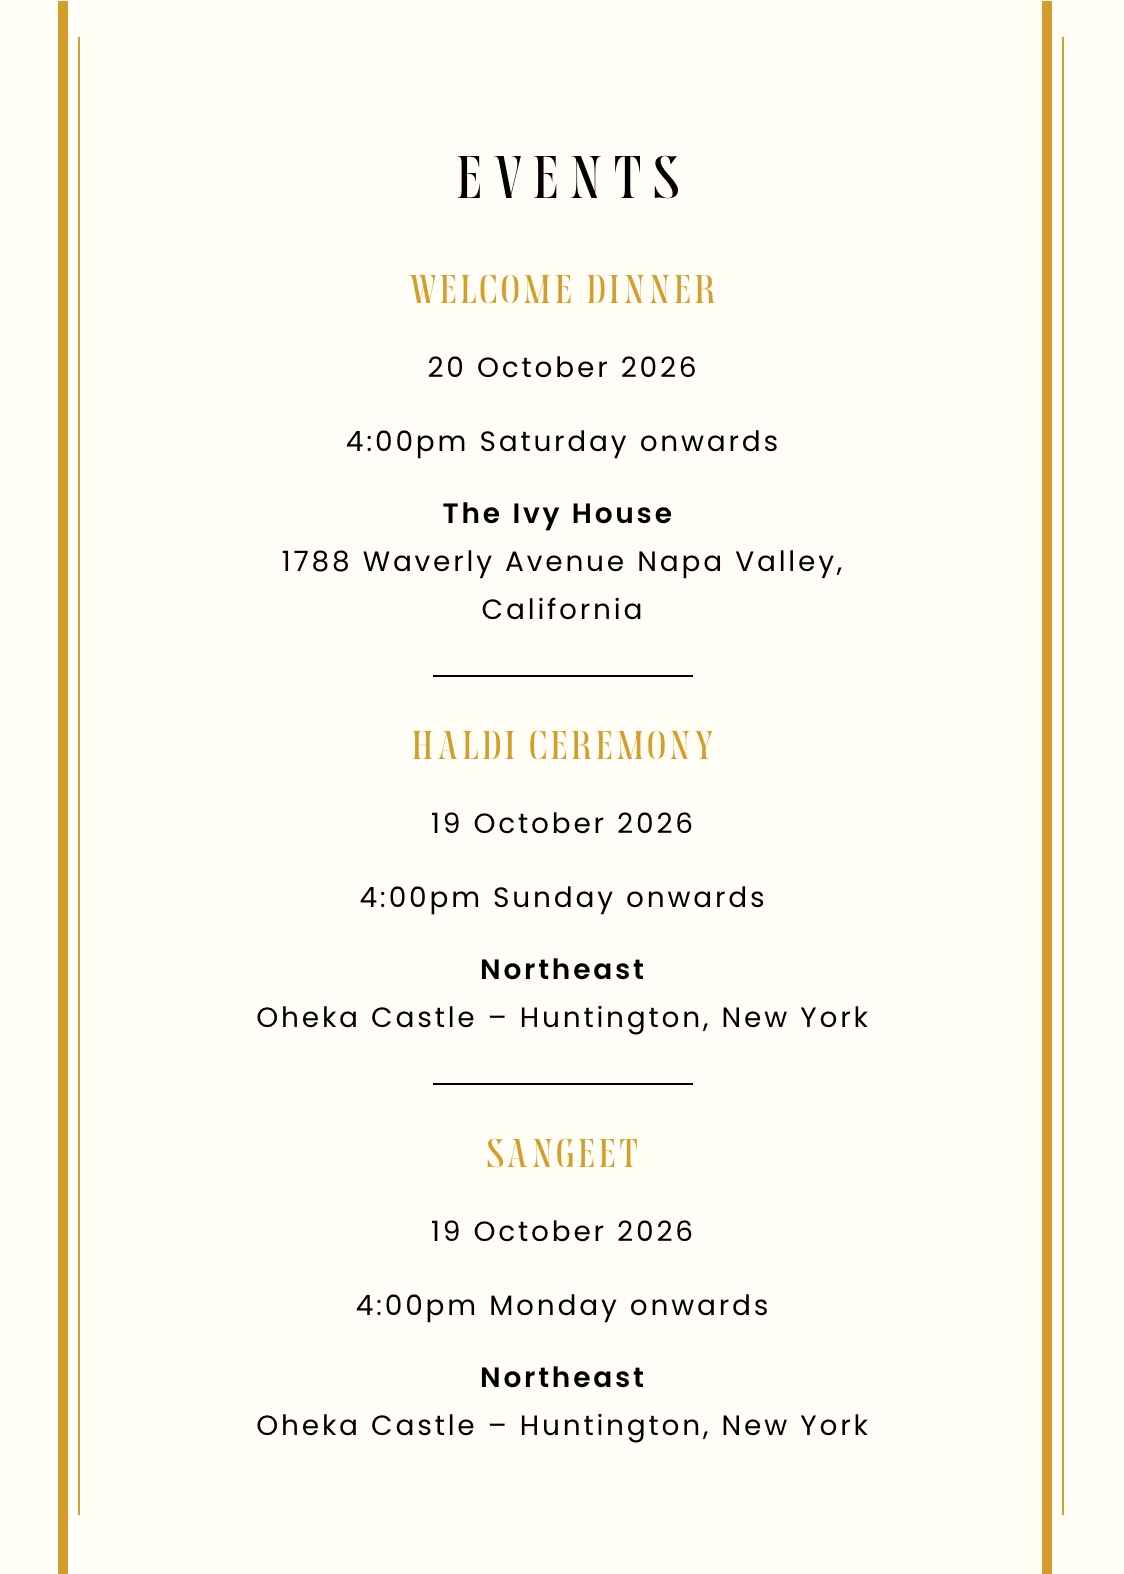 EVENTS
WELCOME DINNER
20 October 2026
4:00pm Saturday onwards
The Ivy House
1788 Waverly Avenue Napa Valley,
California
HALDI CEREMONY
19 October 2026
4:00pm Sunday onwards
Northeast
Oheka Castle – Huntington, New York
SANGEET
19 October 2026
4:00pm Monday onwards
Northeast
Oheka Castle – Huntington, New York